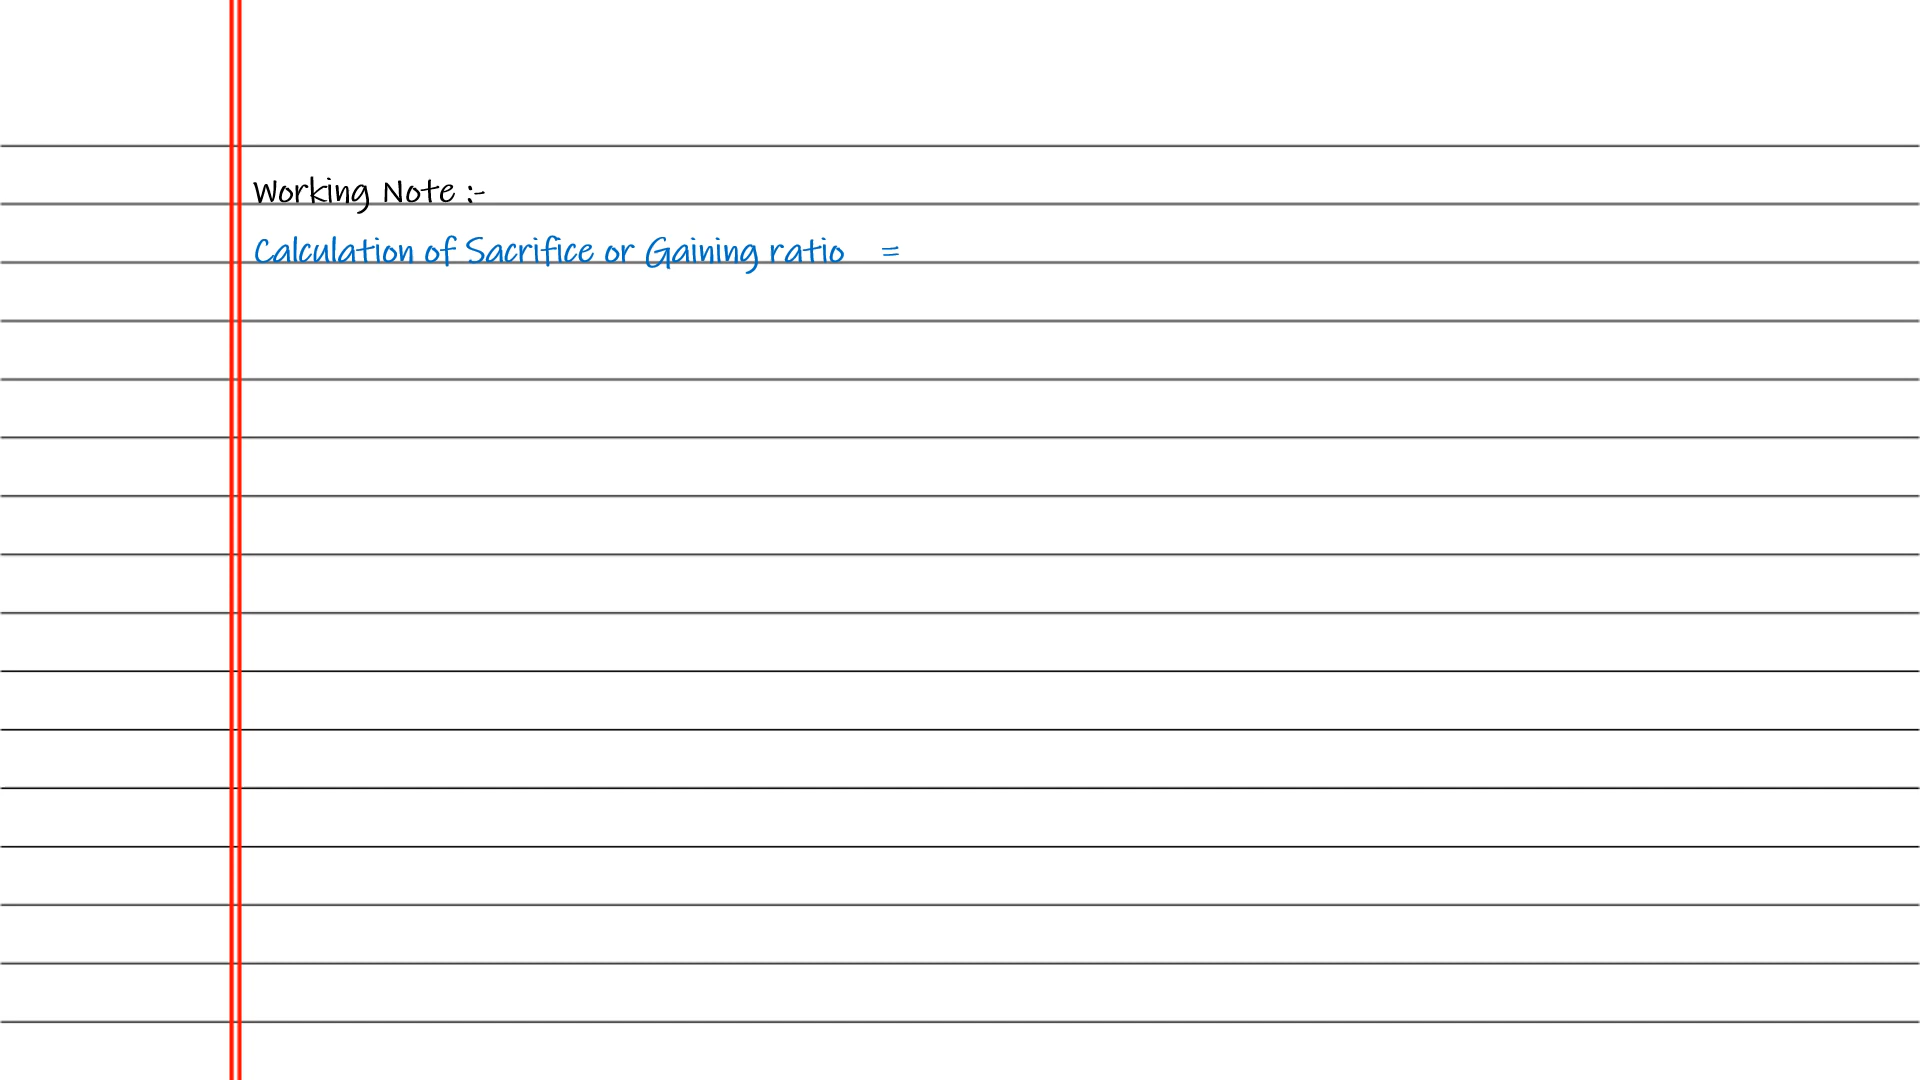 Working Note :-
Calculation of Sacrifice or Gaining ratio =